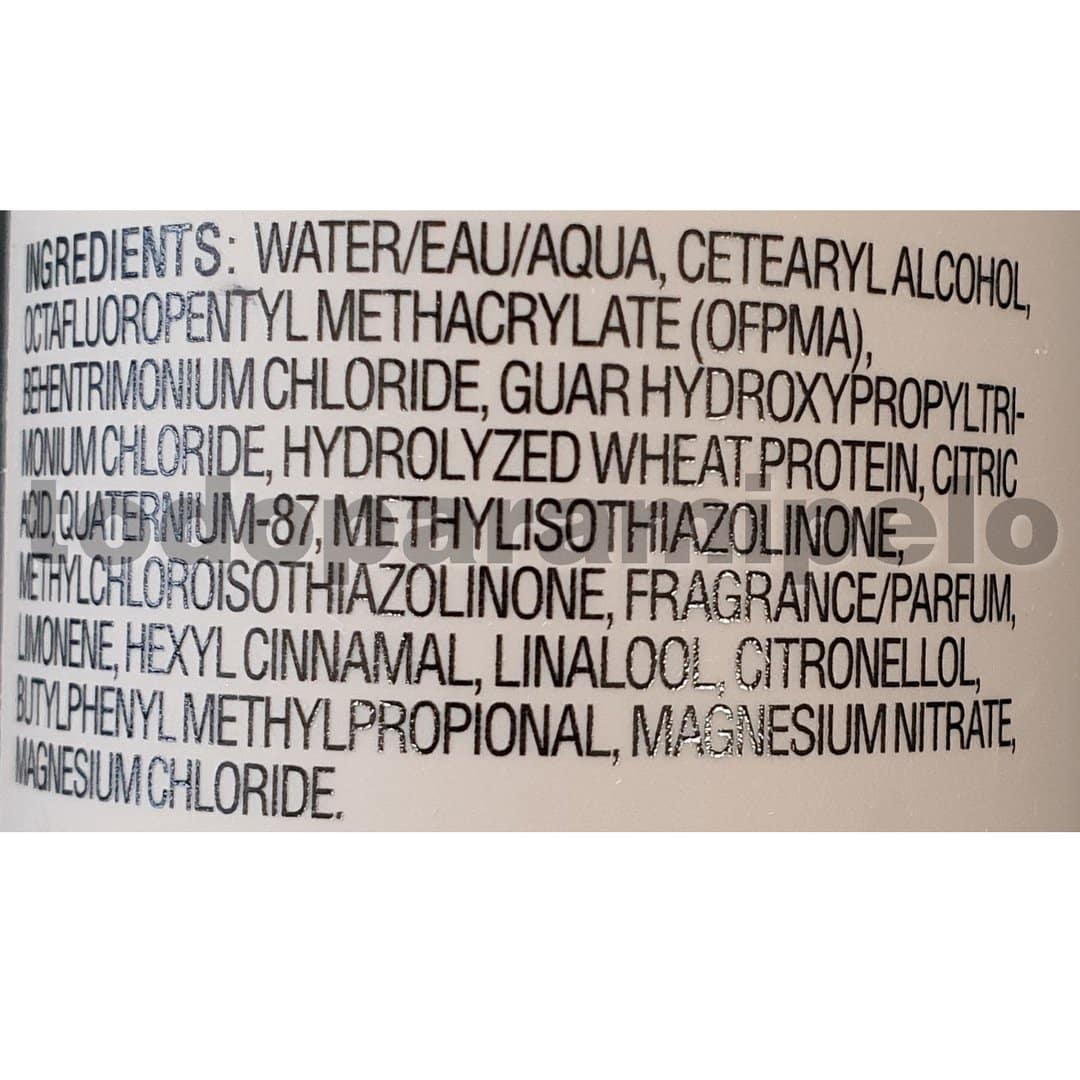 INGREDIENTS: WATER/EAU/AQUA, CETEARYL ALCOHOL,
OCTAFLUOROPENTYL METHACRYLATE (OFPMA),
BEHENTRIMONIUM CHLORIDE, GUAR HYDROXYPROPYLTRI-
MONIUM CHLORIDE, HYDROLYZED WHEAT PROTEIN, CITRIC
ACID, QUATERNIUM-87, METHYLISOTHIAZOLINONE,
todoparamipelo
METHYLCHLOROISOTHIAZOLINONE, FRAGRANCE/PARFUM,
LIMONENE, HEXYL CINNAMAL, LINALOOL, CITRONELLOL,
BUTYLPHENYL METHYLPROPIONAL, MAGNESIUM NITRATE,
MAGNESIUM CHLORIDE.